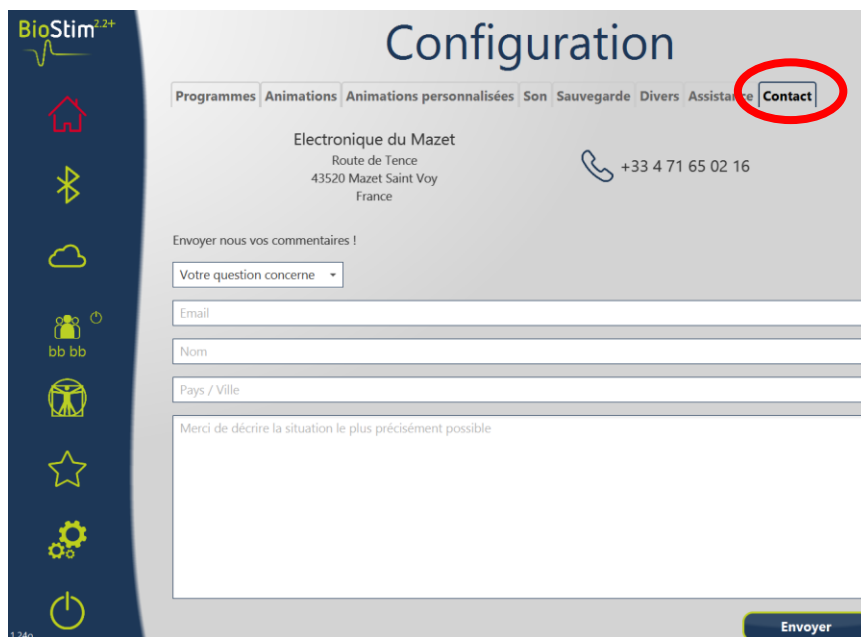 BioStim2.2+
Configuration
Programmes Animations Animations personnalisées Son Sauvegarde Divers Assistance Contact
Electronique du Mazet
Route de Tence
43520 Mazet Saint Voy
France
+33 4 71 65 02 16
Envoyer nous vos commentaires !
Votre question concerne
Email
Nom
Pays / Ville
Merci de décrire la situation le plus précisément possible
bb bb
Envoyer